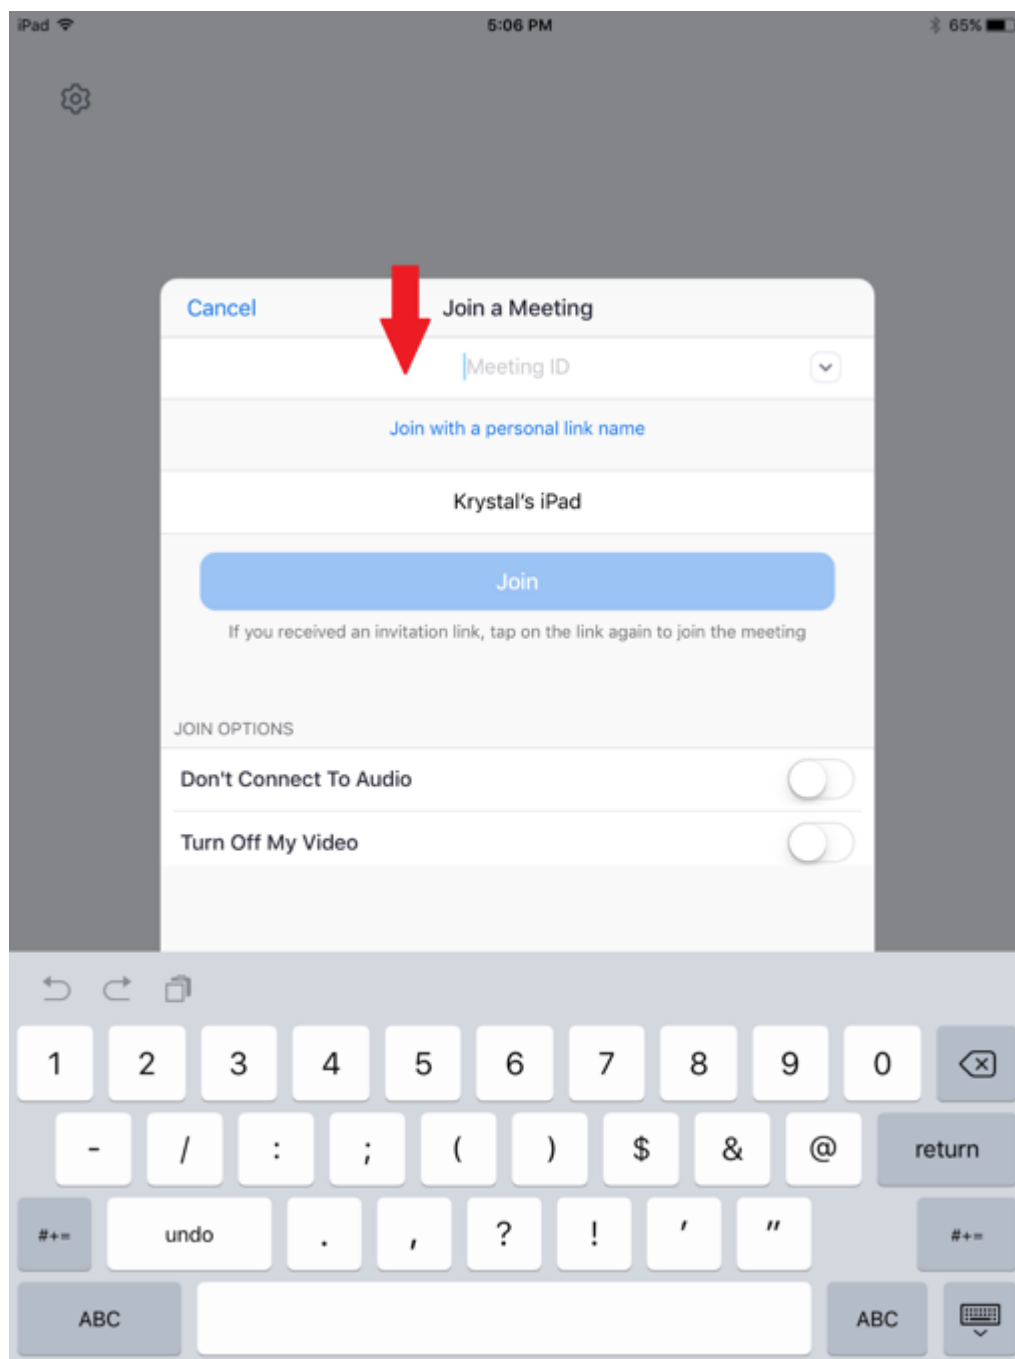 iPad 5:06 PM 65%
Cancel Join a Meeting
Meeting ID
Join with a personal link name
Krystal's iPad
Join
If you received an invitation link, tap on the link again to join the meeting
JOIN OPTIONS
Don't Connect To Audio
Turn Off My Video
1 2 3 4 5 6 7 8 9 0
- / : ; ( ) $ & @ return
#+= undo . , ? ! ' " #+=
ABC ABC